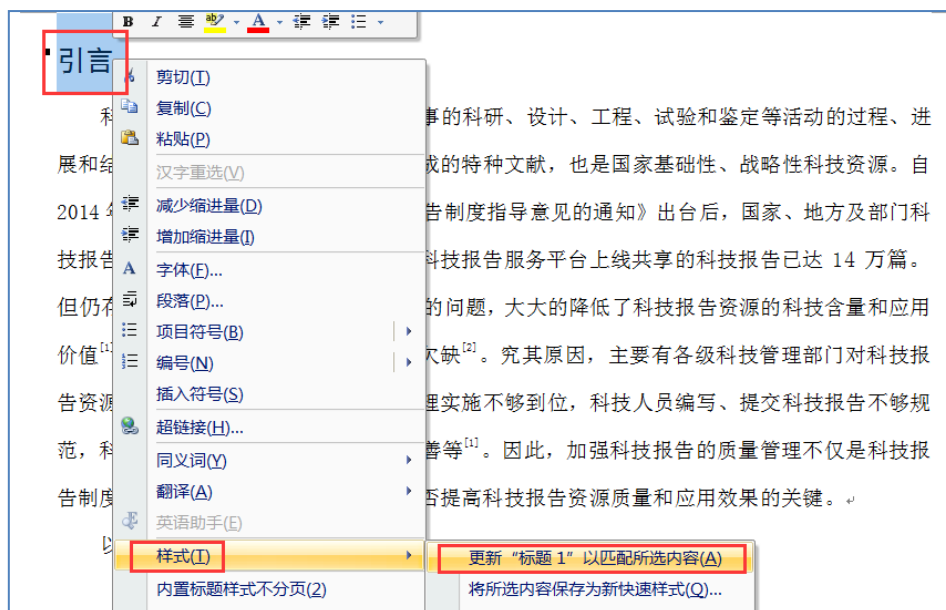 B I A
引言
剪切(T)
复制(C)
粘贴(P)
汉字重选(V)
减少缩进量(D)
增加缩进量(I)
字体(F)...
段落(P)...
项目符号(B)
编号(N)
插入符号(S)
超链接(H)...
同义词(Y)
翻译(A)
英语助手(E)
样式(T)
内置标题样式不分页(2)
更新“标题 1”以匹配所选内容(A)
将所选内容保存为新快速样式(Q)...
科 事的科研、设计、工程、试验和鉴定等活动的过程、进
展和结 成的特种文献，也是国家基础性、战略性科技资源。自
2014 年 告制度指导意见的通知》出台后，国家、地方及部门科
技报告 科技报告服务平台上线共享的科技报告已达 14 万篇。
但仍存 的问题，大大的降低了科技报告资源的科技含量和应用
价值[1] 欠缺[2]。究其原因，主要有各级科技管理部门对科技报
告资源 理实施不够到位，科技人员编写、提交科技报告不够规
范，科 善等[1]。因此，加强科技报告的质量管理不仅是科技报
告制度 否提高科技报告资源质量和应用效果的关键。
以